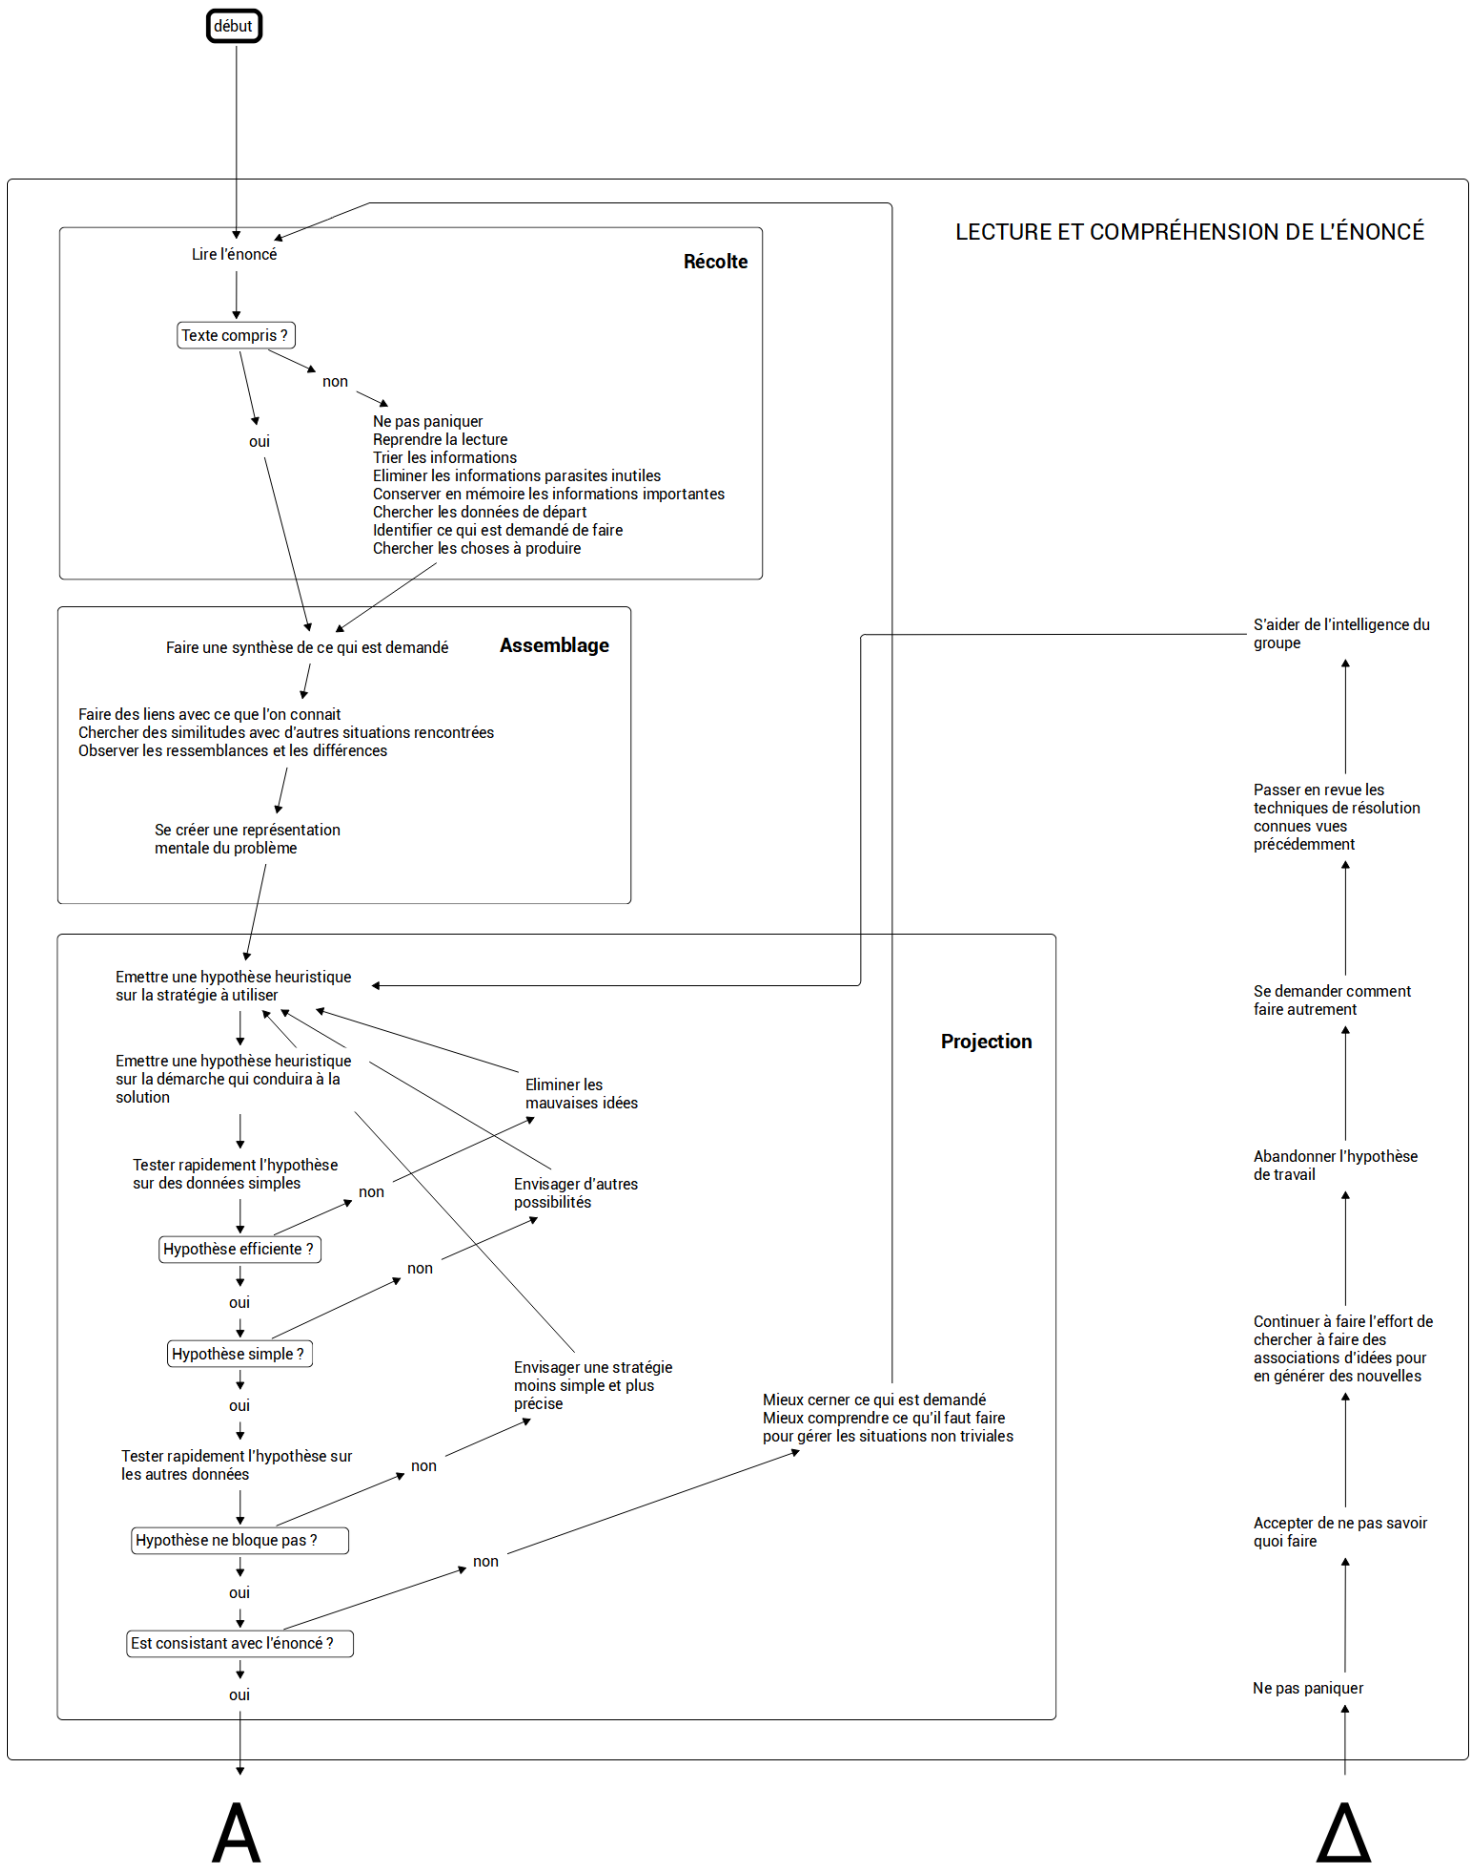 début
LECTURE ET COMPRÉHENSION DE L'ÉNONCÉ
Lire l'énoncé
Récolte
Texte compris ?
non
oui
Ne pas paniquer
Reprendre la lecture
Trier les informations
Eliminer les informations parasites inutiles
Conserver en mémoire les informations importantes
Chercher les données de départ
Identifier ce qui est demandé de faire
Chercher les choses à produire
Faire une synthèse de ce qui est demandé
Assemblage
Faire des liens avec ce que l'on connait
Chercher des similitudes avec d'autres situations rencontrées
Observer les ressemblances et les différences
Se créer une représentation
mentale du problème
Emettre une hypothèse heuristique
sur la stratégie à utiliser
Projection
Emettre une hypothèse heuristique
sur la démarche qui conduira à la
solution
Eliminer les
mauvaises idées
Tester rapidement l'hypothèse
sur des données simples
non
Envisager d'autres
possibilités
Hypothèse efficiente ?
non
oui
Hypothèse simple ?
Envisager une stratégie
moins simple et plus
précise
oui
Mieux cerner ce qui est demandé
Mieux comprendre ce qu'il faut faire
pour gérer les situations non triviales
Tester rapidement l'hypothèse sur
les autres données
non
Hypothèse ne bloque pas ?
non
oui
Est consistant avec l'énoncé ?
oui
A
S'aider de l'intelligence du
groupe
Passer en revue les
techniques de résolution
connues vues
précédemment
Se demander comment
faire autrement
Abandonner l'hypothèse
de travail
Continuer à faire l'effort de
chercher à faire des
associations d'idées pour
en générer des nouvelles
Accepter de ne pas savoir
quoi faire
Ne pas paniquer
Δ